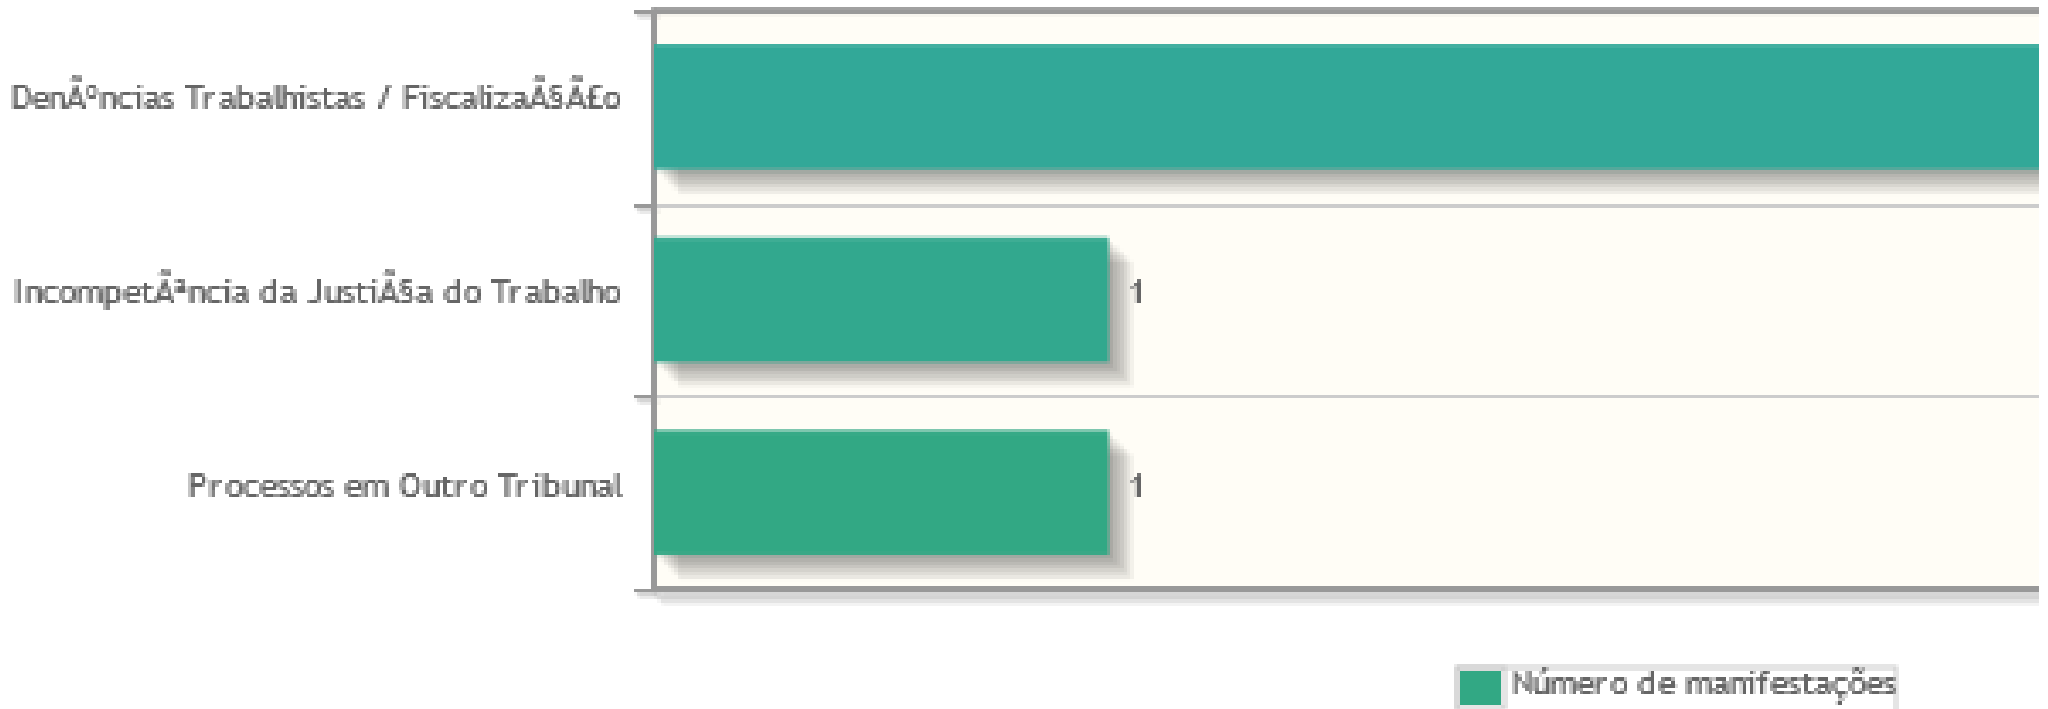 DenÃºncias Trabalhistas / FiscalizaÃ§Ã£o
IncompetÃªncia da JustiÃ§a do Trabalho
1
Processos em Outro Tribunal
1
Número de manifestações